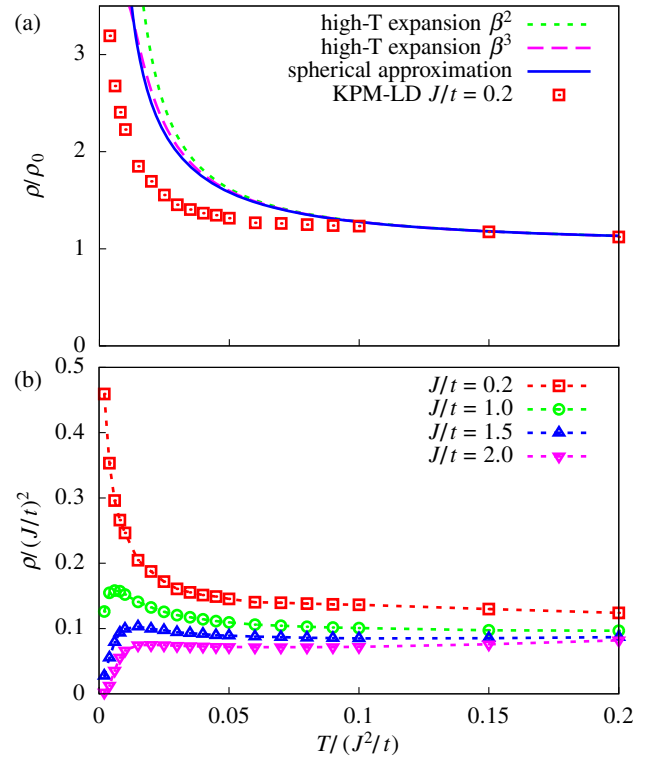 (a)
high-T expansion β²
high-T expansion β³
spherical approximation
KPM-LD J/t = 0.2
3
2
1
0
ρ/ρ₀
(b)
0.5
0.4
0.3
0.2
0.1
0
ρ/(J/t)²
J/t = 0.2
J/t = 1.0
J/t = 1.5
J/t = 2.0
0 0.05 0.1 0.15 0.2
T/(J²/t)